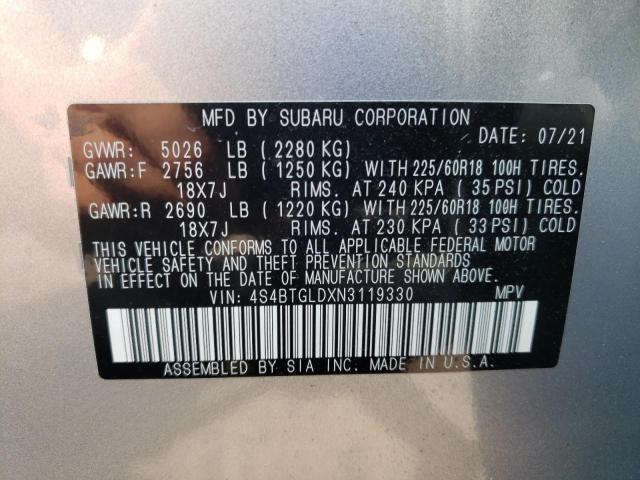 MFD BY SUBARU CORPORATION
DATE: 07/21
GVWR: 5026 LB (2280 KG)
GAWR:F 2756 LB (1250 KG) WITH 225/60R18 100H TIRES.
18X7J RIMS. AT 240 KPA (35 PSI) COLD
GAWR:R 2690 LB (1220 KG) WITH 225/60R18 100H TIRES.
18X7J RIMS. AT 230 KPA (33 PSI) COLD
THIS VEHICLE CONFORMS TO ALL APPLICABLE FEDERAL MOTOR
VEHICLE SAFETY AND THEFT PREVENTION STANDARDS
IN EFFECT ON THE DATE OF MANUFACTURE SHOWN ABOVE.
VIN: 4S4BTGLDXN3119330 MPV
ASSEMBLED BY SIA INC. MADE IN U.S.A.